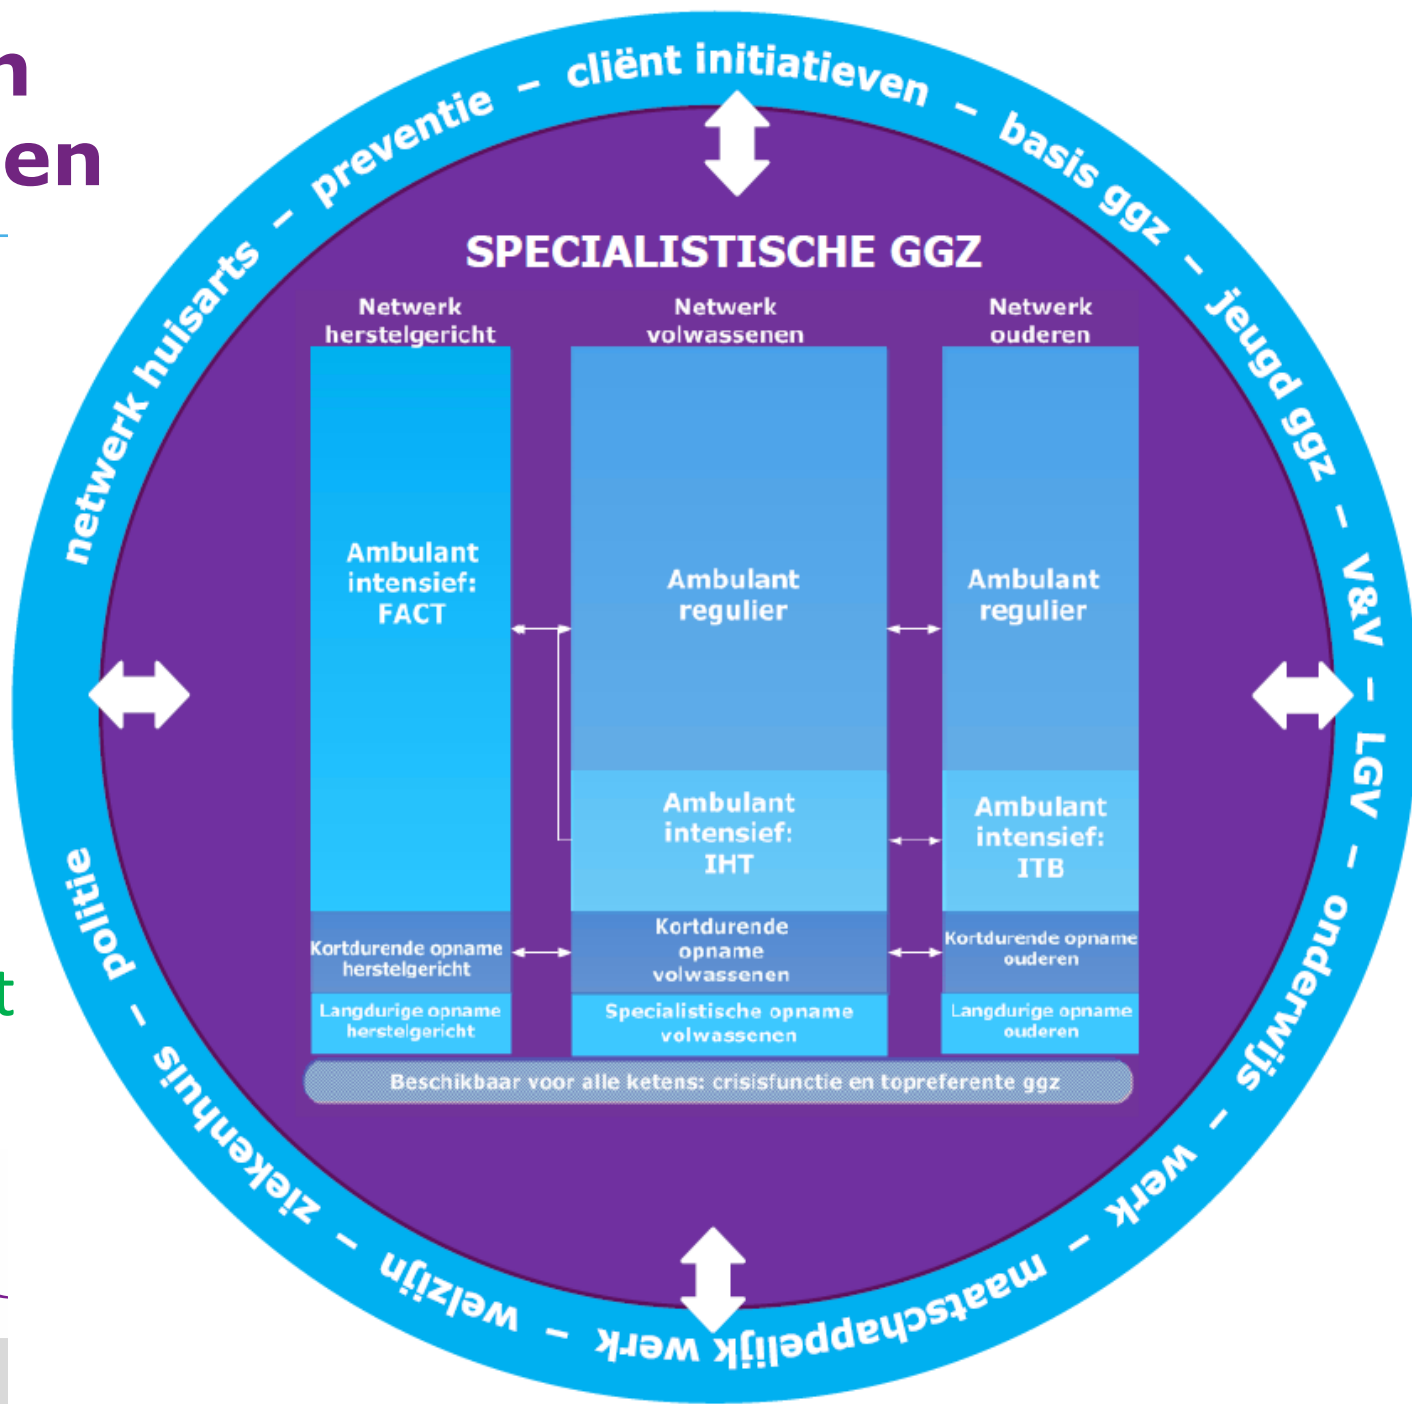 n
en
netwerk huisarts – preventie – cliënt initiatieven – basis ggz – jeugd ggz – V&V – LGV – onderwijs – werk – maatschappelijk werk – welzijn – ziekenhuis – politie
SPECIALISTISCHE GGZ
Netwerk
herstelgericht
Netwerk
volwassenen
Netwerk
ouderen
Ambulant
intensief:
FACT
Ambulant
regulier
Ambulant
regulier
Ambulant
intensief:
IHT
Ambulant
intensief:
ITB
Kortdurende opname
herstelgericht
Kortdurende
opname
volwassenen
Kortdurende opname
ouderen
Langdurige opname
herstelgericht
Specialistische opname
volwassenen
Langdurige opname
ouderen
Beschikbaar voor alle ketens: crisisfunctie en topreferente ggz
t